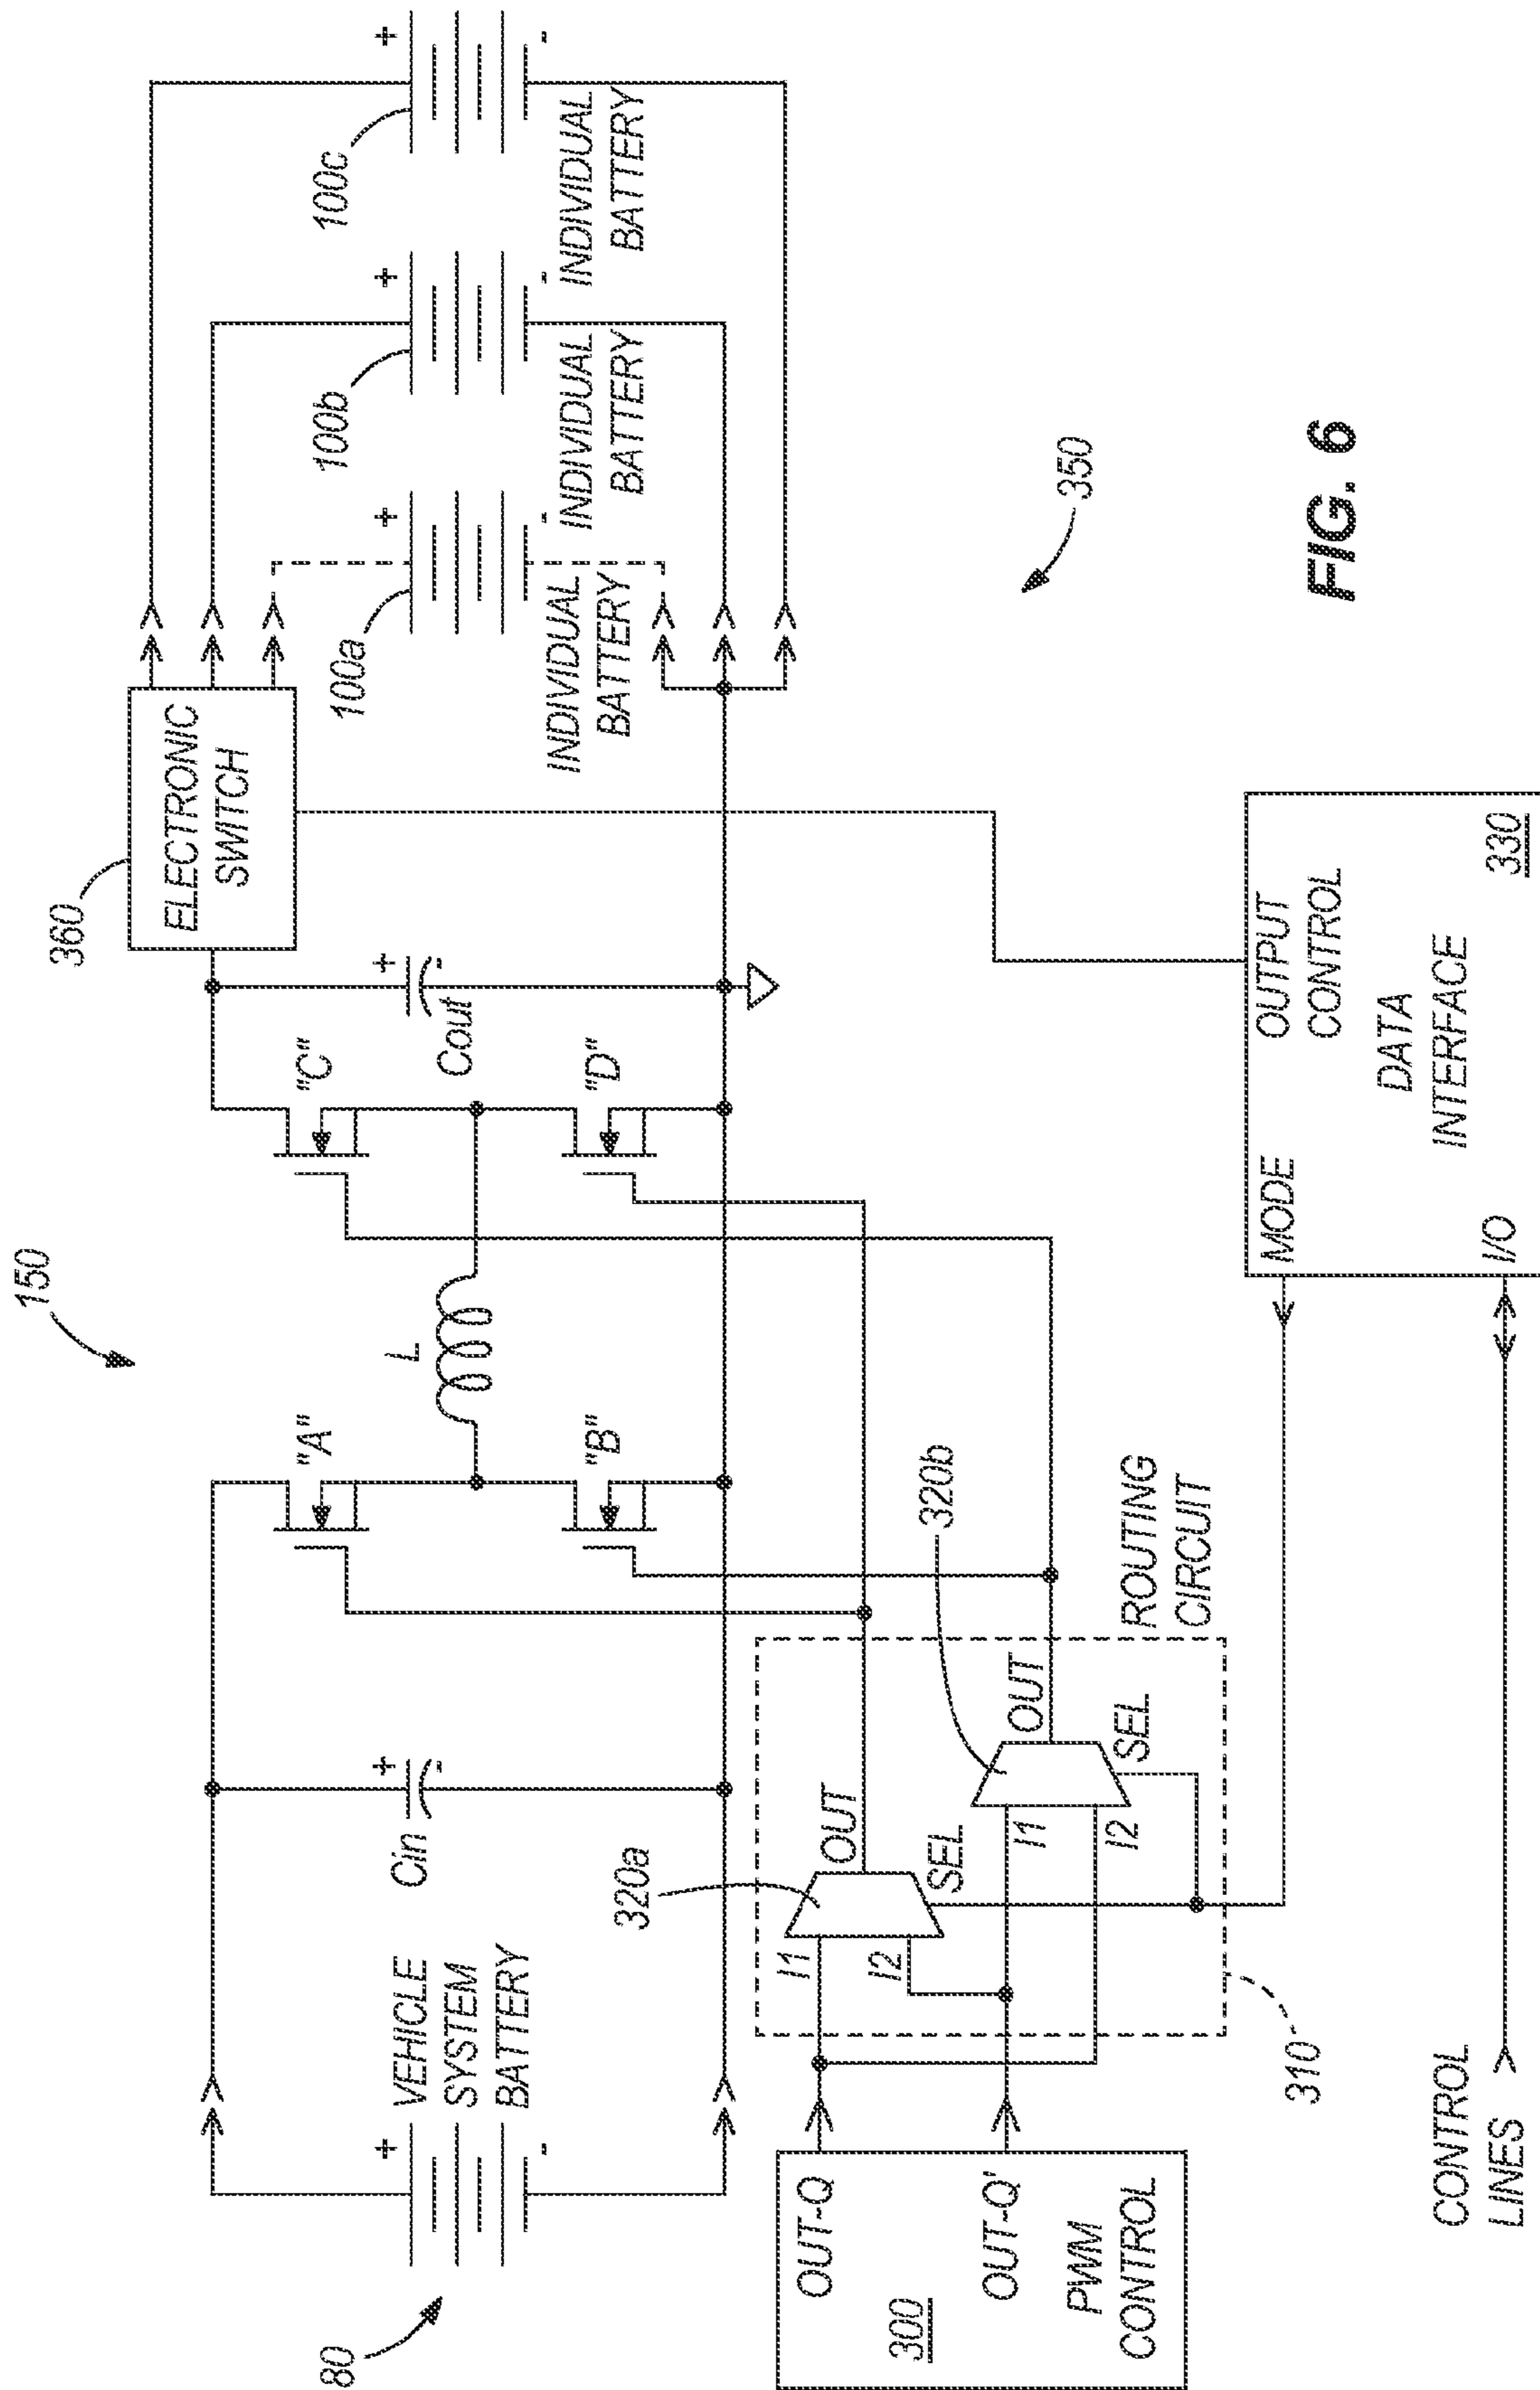 150
360
ELECTRONIC
SWITCH
80
+
VEHICLE
SYSTEM
BATTERY
-
+
Cin
-
"A"
"B"
L
"C"
"D"
+
Cout
-
100a
+
-
INDIVIDUAL
BATTERY
100b
+
-
INDIVIDUAL
BATTERY
100c
+
-
INDIVIDUAL
BATTERY
OUT-Q
300
OUT-Q'
PWM
CONTROL
320a
I1
I2
OUT
SEL
320b
I1
I2
OUT
SEL
ROUTING
CIRCUIT
310
350
MODE
OUTPUT
CONTROL
DATA
INTERFACE
I/O
330
CONTROL
LINES
FIG. 6